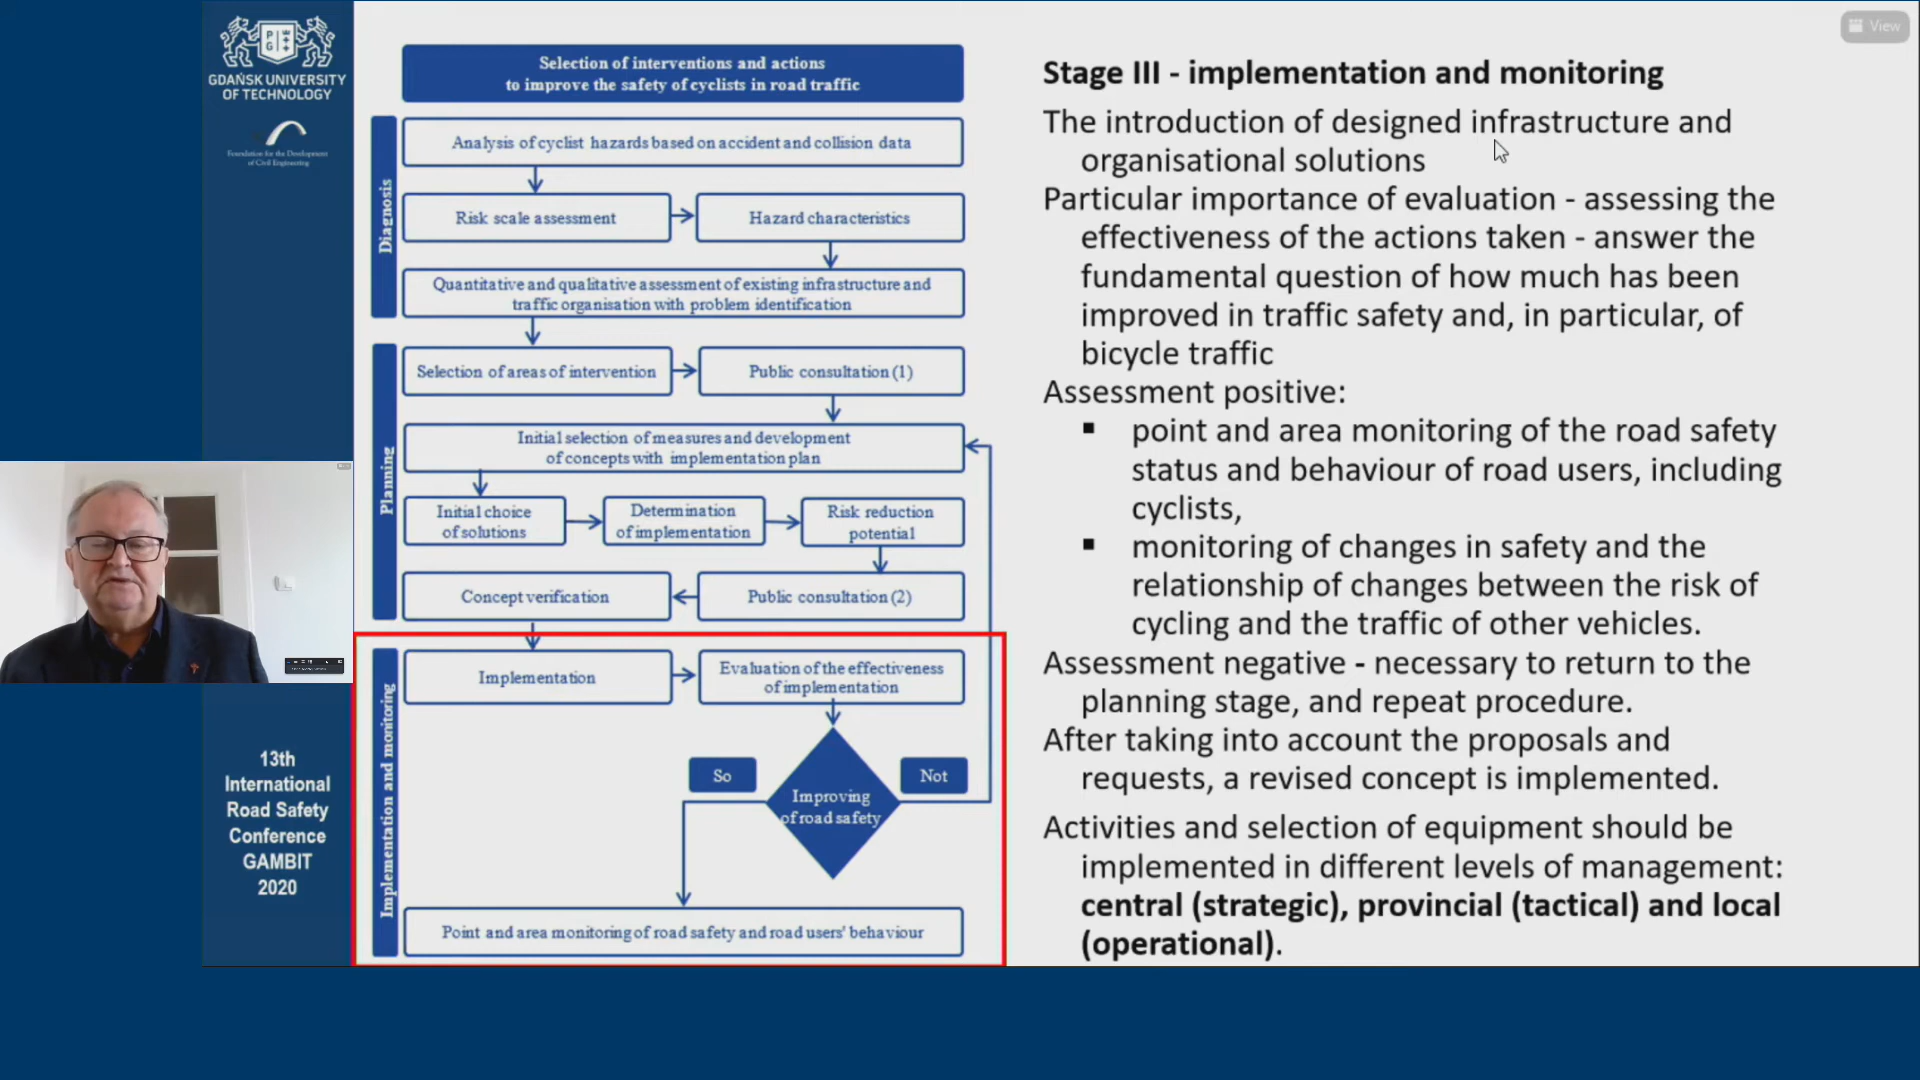 GDAŃSK UNIVERSITY
OF TECHNOLOGY
Foundation for the Development
of Civil Engineering
13th
International
Road Safety
Conference
GAMBIT
2020
Selection of interventions and actions
to improve the safety of cyclists in road traffic
Diagnosis
Analysis of cyclist hazards based on accident and collision data
Risk scale assessment
Hazard characteristics
Quantitative and qualitative assessment of existing infrastructure and
traffic organisation with problem identification
Planning
Selection of areas of intervention
Public consultation (1)
Initial selection of measures and development
of concepts with implementation plan
Initial choice
of solutions
Determination
of implementation
Risk reduction
potential
Concept verification
Public consultation (2)
Implementation and monitoring
Implementation
Evaluation of the effectiveness
of implementation
So
Not
Improving
of road safety
Point and area monitoring of road safety and road users' behaviour
View
Stage III - implementation and monitoring
The introduction of designed infrastructure and
organisational solutions
Particular importance of evaluation - assessing the
effectiveness of the actions taken - answer the
fundamental question of how much has been
improved in traffic safety and, in particular, of
bicycle traffic
Assessment positive:
▪ point and area monitoring of the road safety
status and behaviour of road users, including
cyclists,
▪ monitoring of changes in safety and the
relationship of changes between the risk of
cycling and the traffic of other vehicles.
Assessment negative - necessary to return to the
planning stage, and repeat procedure.
After taking into account the proposals and
requests, a revised concept is implemented.
Activities and selection of equipment should be
implemented in different levels of management:
central (strategic), provincial (tactical) and local
(operational).